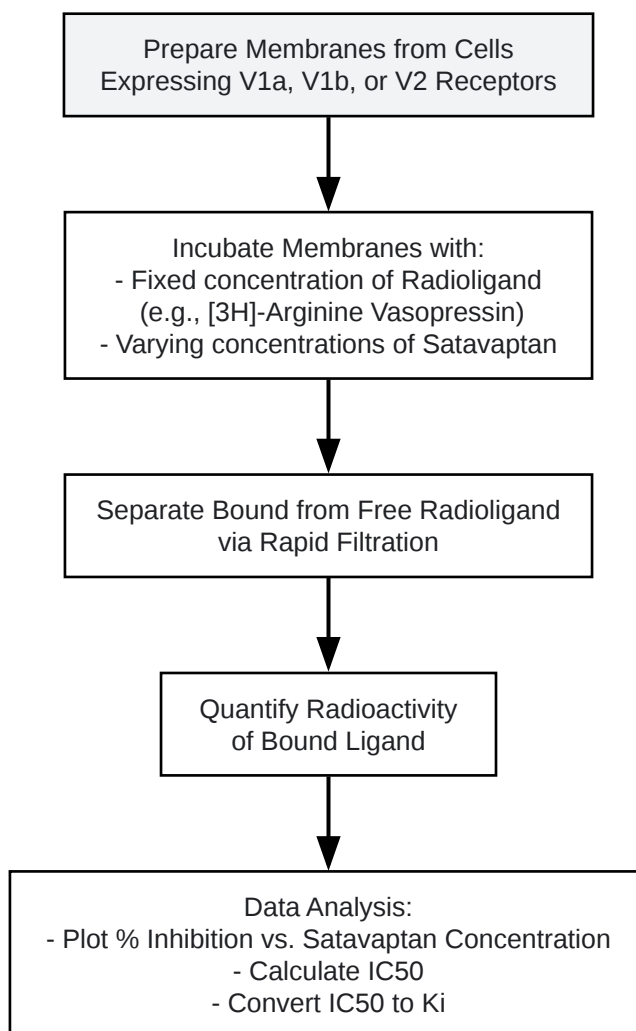 Prepare Membranes from Cells
Expressing V1a, V1b, or V2 Receptors
Incubate Membranes with:
- Fixed concentration of Radioligand
(e.g., [3H]-Arginine Vasopressin)
- Varying concentrations of Satavaptan
Separate Bound from Free Radioligand
via Rapid Filtration
Quantify Radioactivity
of Bound Ligand
Data Analysis:
- Plot % Inhibition vs. Satavaptan Concentration
- Calculate IC50
- Convert IC50 to Ki